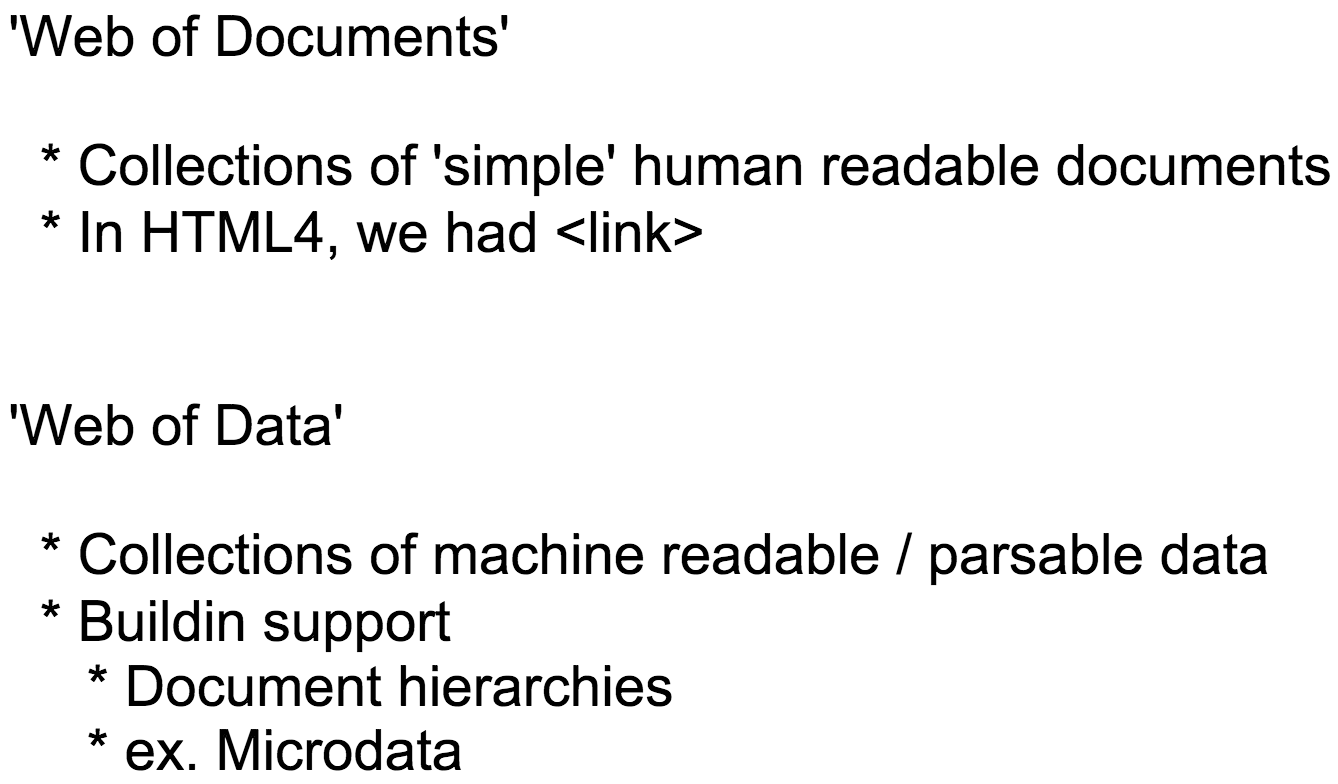 'Web of Documents'
* Collections of 'simple' human readable documents
* In HTML4, we had <link>
'Web of Data'
* Collections of machine readable / parsable data
* Buildin support
* Document hierarchies
* ex. Microdata